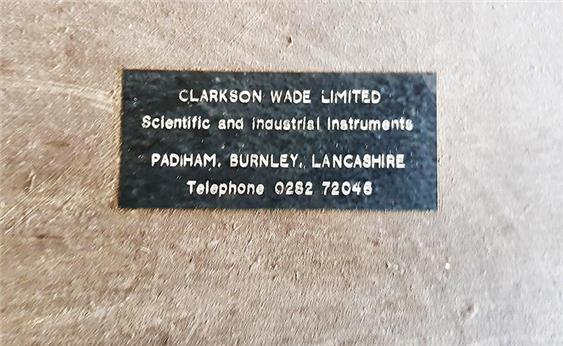 CLARKSON WADE LIMITED
Scientific and Industrial Instruments
PADIHAM, BURNLEY, LANCASHIRE
Telephone 0282 72046